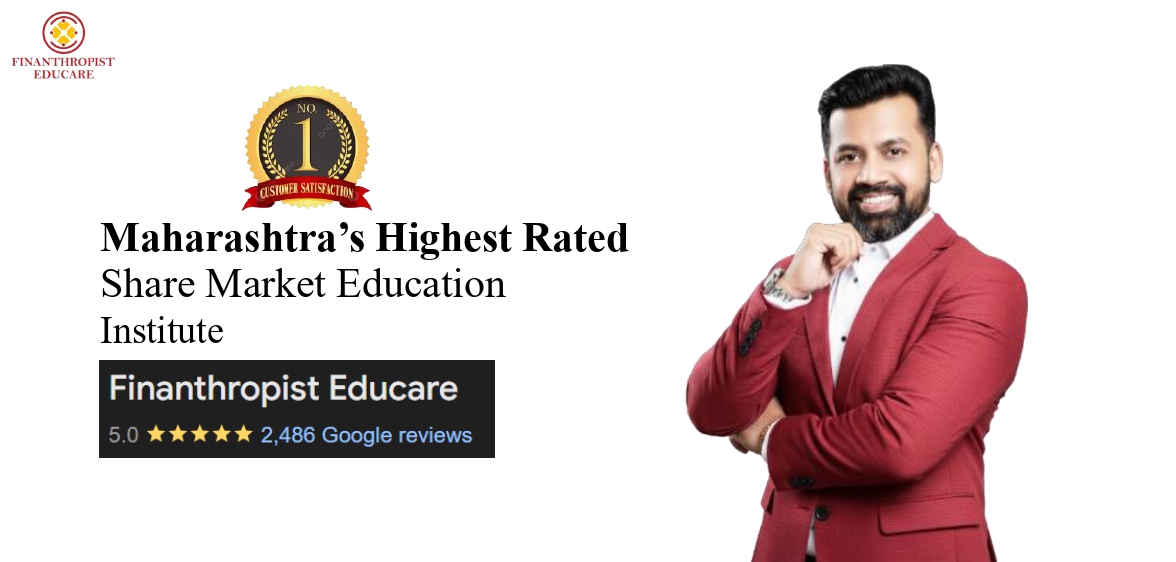 FINANTHROPIST
EDUCARE
NO.
1
CUSTOMER SATISFACTION
Maharashtra’s Highest Rated
Share Market Education
Institute
Finanthropist Educare
5.0 ★★★★★ 2,486 Google reviews